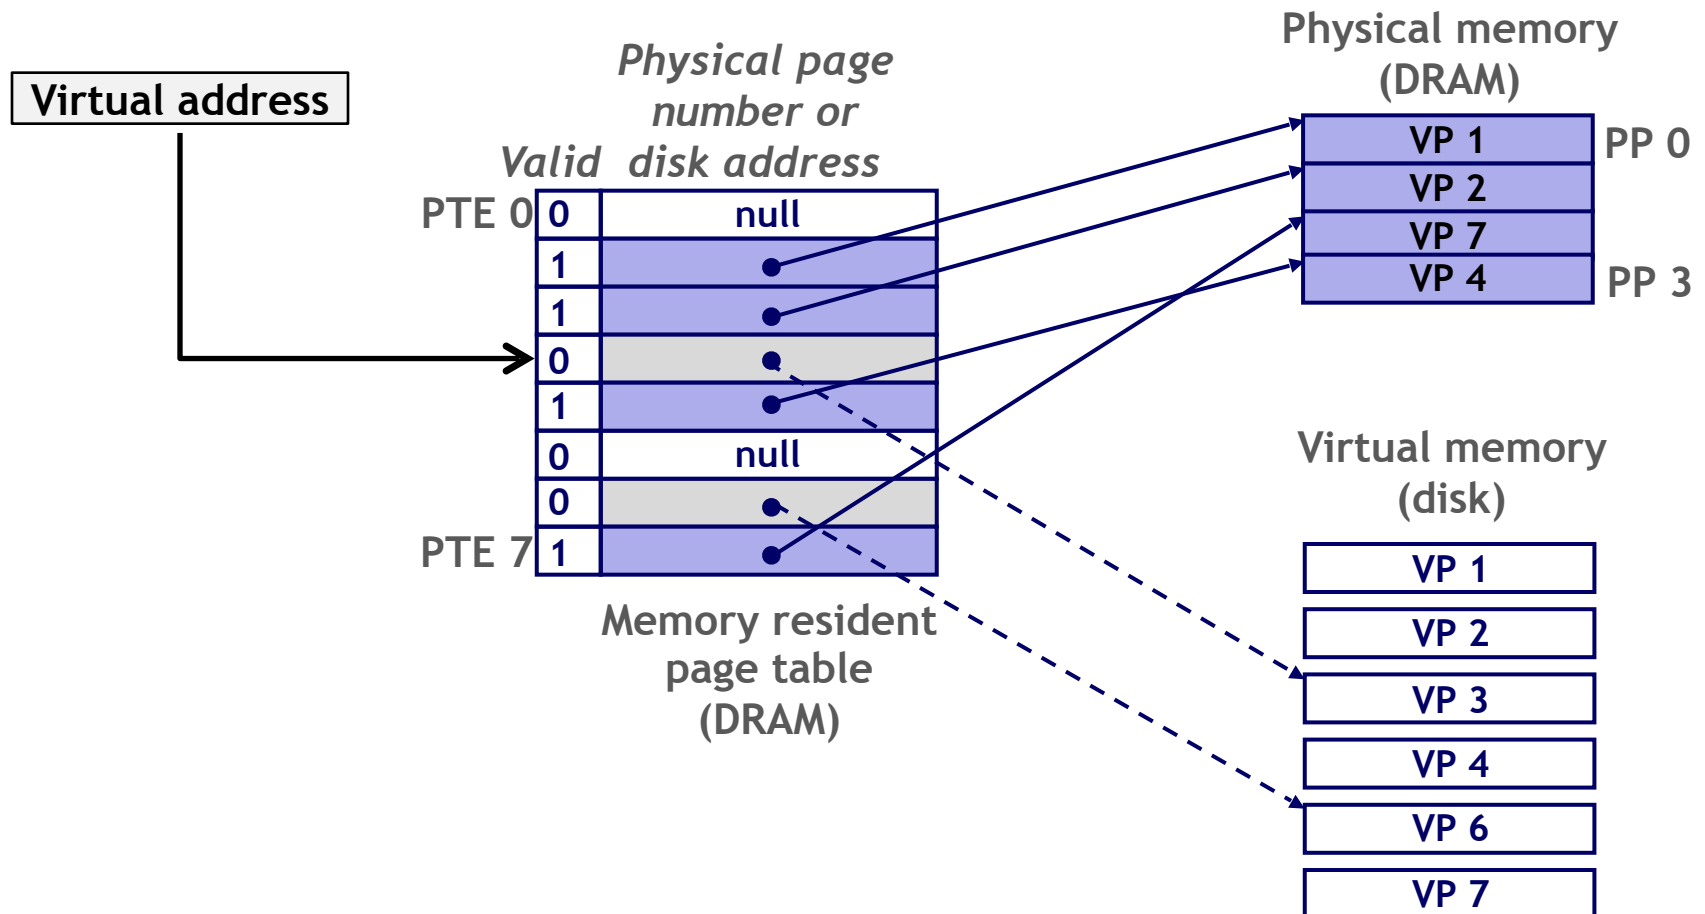 Virtual address
Physical page
number or
Valid disk address
PTE 0 0 null
1
1
0
1
0 null
0
PTE 7 1
Memory resident
page table
(DRAM)
Physical memory
(DRAM)
VP 1 PP 0
VP 2
VP 7
VP 4 PP 3
Virtual memory
(disk)
VP 1
VP 2
VP 3
VP 4
VP 6
VP 7